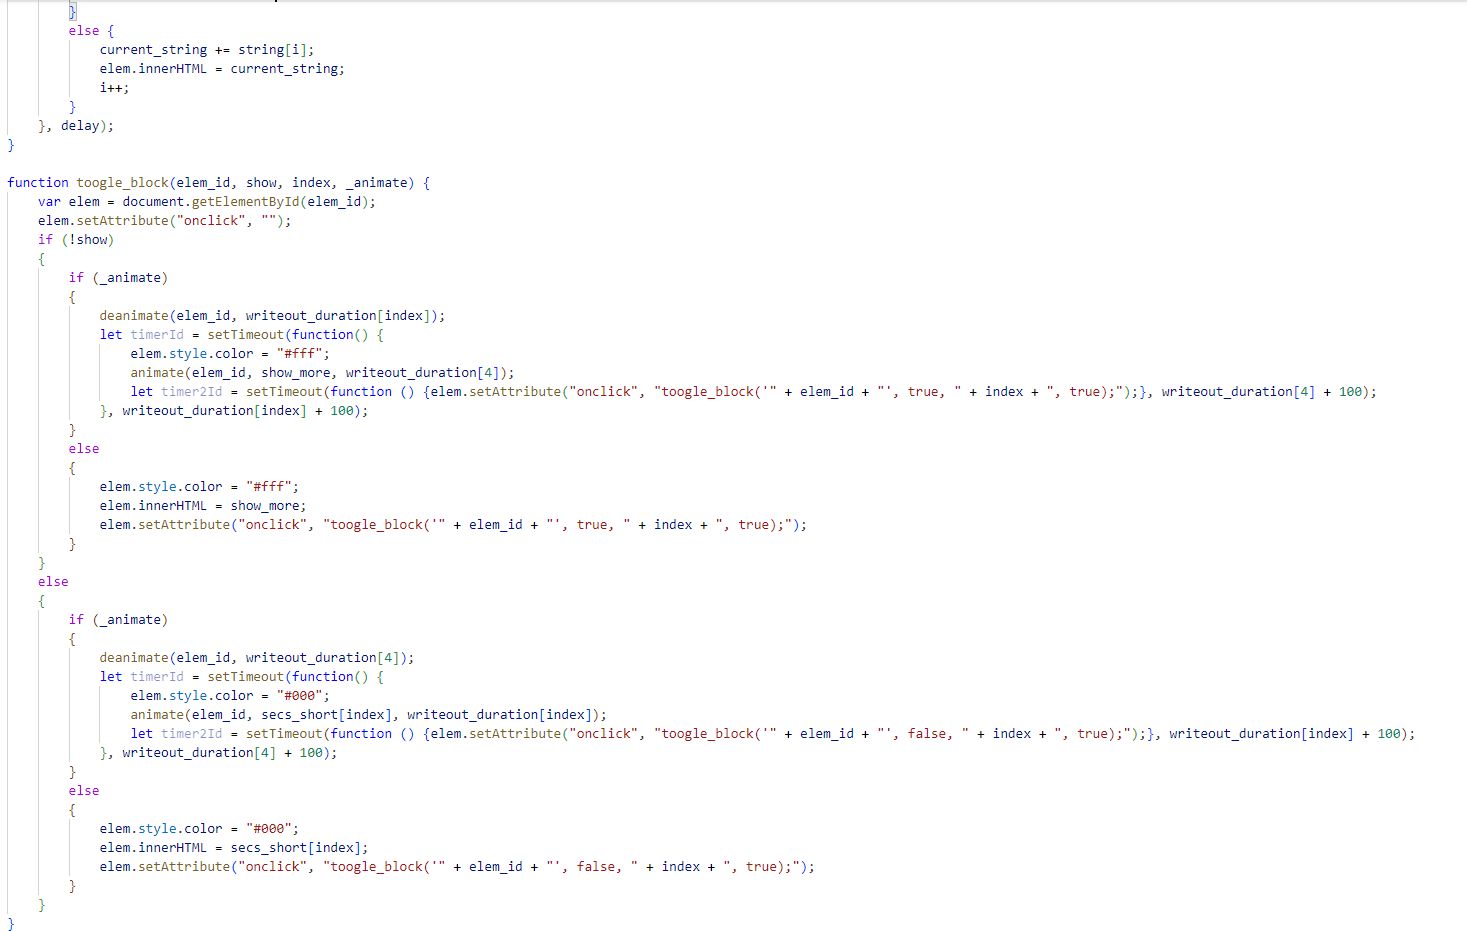 }
else {
current_string += string[i];
elem.innerHTML = current_string;
i++;
}
}, delay);
}
function toogle_block(elem_id, show, index, _animate) {
var elem = document.getElementById(elem_id);
elem.setAttribute("onclick", "");
if (!show)
{
if (_animate)
{
deanimate(elem_id, writeout_duration[index]);
let timerId = setTimeout(function() {
elem.style.color = "#fff";
animate(elem_id, show_more, writeout_duration[4]);
let timer2Id = setTimeout(function () {elem.setAttribute("onclick", "toogle_block('" + elem_id + "', true, " + index + ", true);");}, writeout_duration[4] + 100);
}, writeout_duration[index] + 100);
}
else
{
elem.style.color = "#fff";
elem.innerHTML = show_more;
elem.setAttribute("onclick", "toogle_block('" + elem_id + "', true, " + index + ", true);");
}
}
else
{
if (_animate)
{
deanimate(elem_id, writeout_duration[4]);
let timerId = setTimeout(function() {
elem.style.color = "#000";
animate(elem_id, secs_short[index], writeout_duration[index]);
let timer2Id = setTimeout(function () {elem.setAttribute("onclick", "toogle_block('" + elem_id + "', false, " + index + ", true);");}, writeout_duration[index] + 100);
}, writeout_duration[4] + 100);
}
else
{
elem.style.color = "#000";
elem.innerHTML = secs_short[index];
elem.setAttribute("onclick", "toogle_block('" + elem_id + "', false, " + index + ", true);");
}
}
}